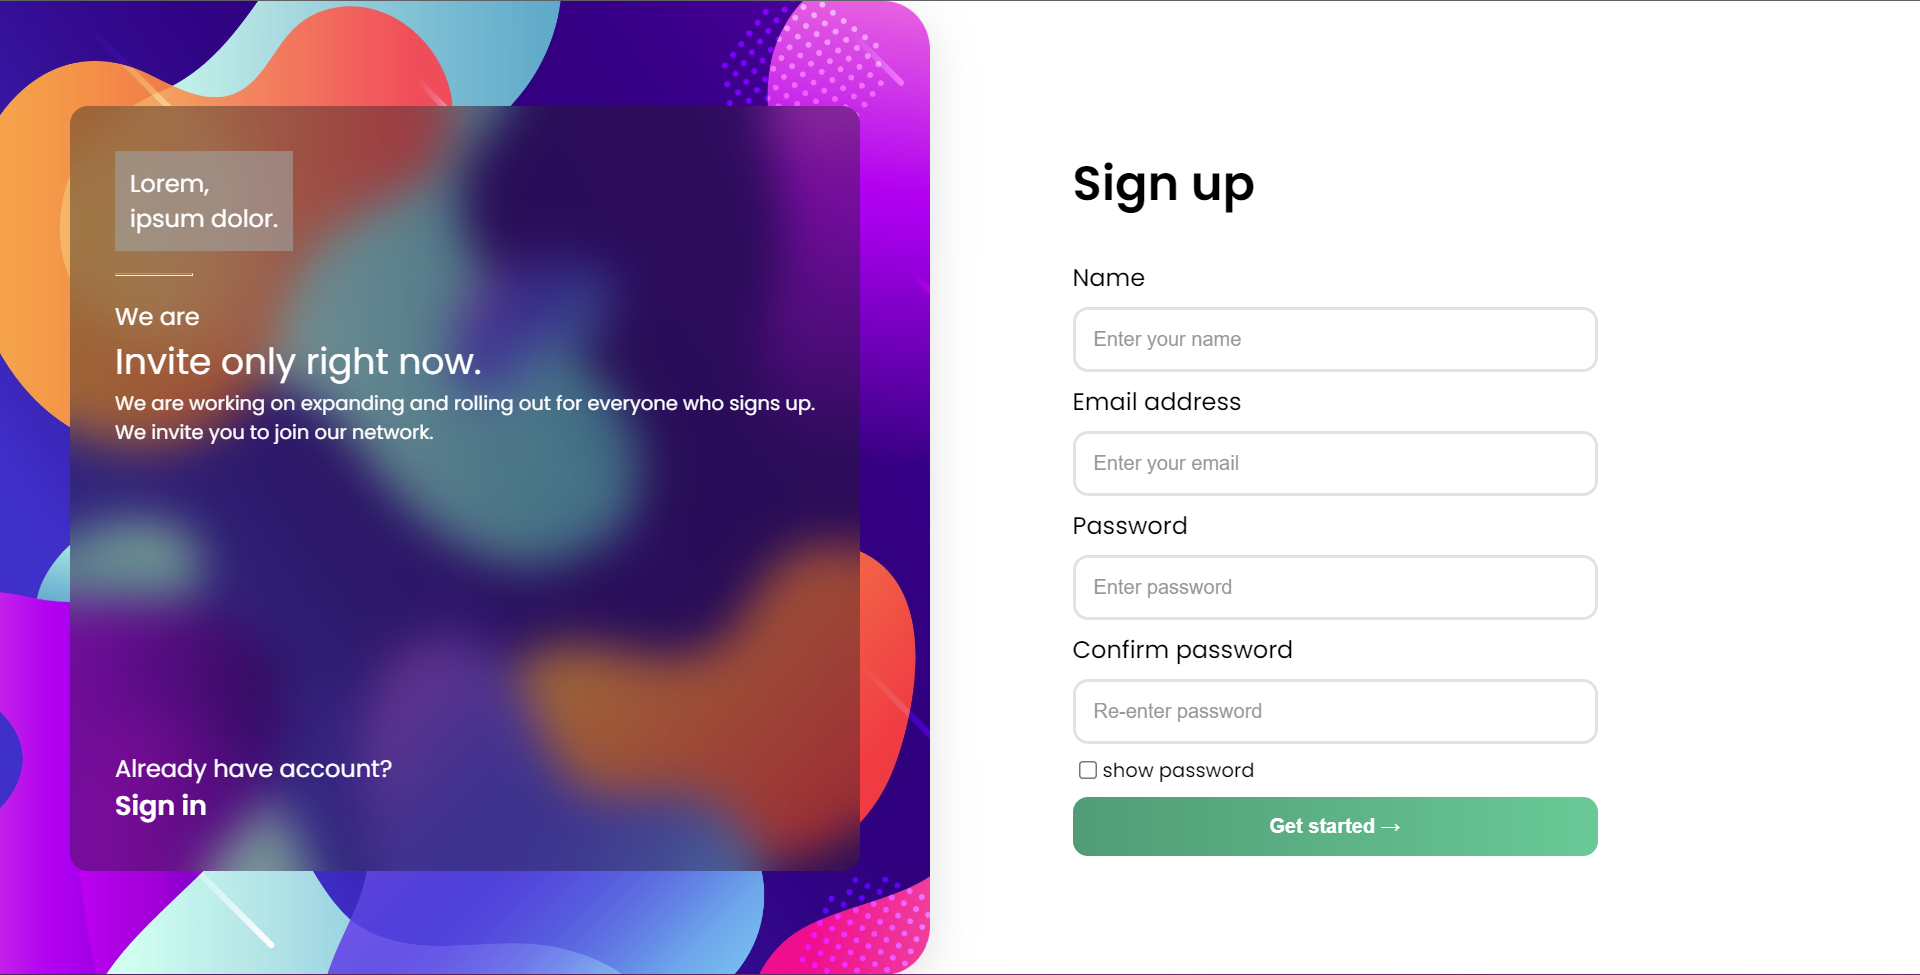 Lorem,
ipsum dolor.
We are
Invite only right now.
We are working on expanding and rolling out for everyone who signs up.
We invite you to join our network.
Already have account?
Sign in
Sign up
Name
Enter your name
Email address
Enter your email
Password
Enter password
Confirm password
Re-enter password
show password
Get started →